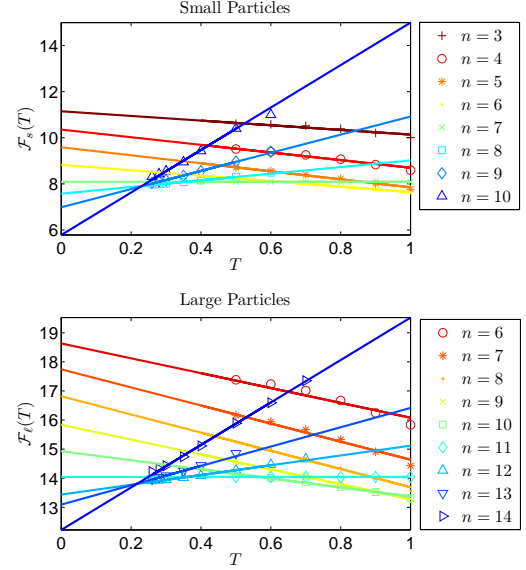 Small Particles
14
12
10
8
6
0
0.2
0.4
0.6
0.8
1
T
ℱs(T)
n = 3
n = 4
n = 5
n = 6
n = 7
n = 8
n = 9
n = 10
Large Particles
19
18
17
16
15
14
13
0
0.2
0.4
0.6
0.8
1
T
ℱℓ(T)
n = 6
n = 7
n = 8
n = 9
n = 10
n = 11
n = 12
n = 13
n = 14